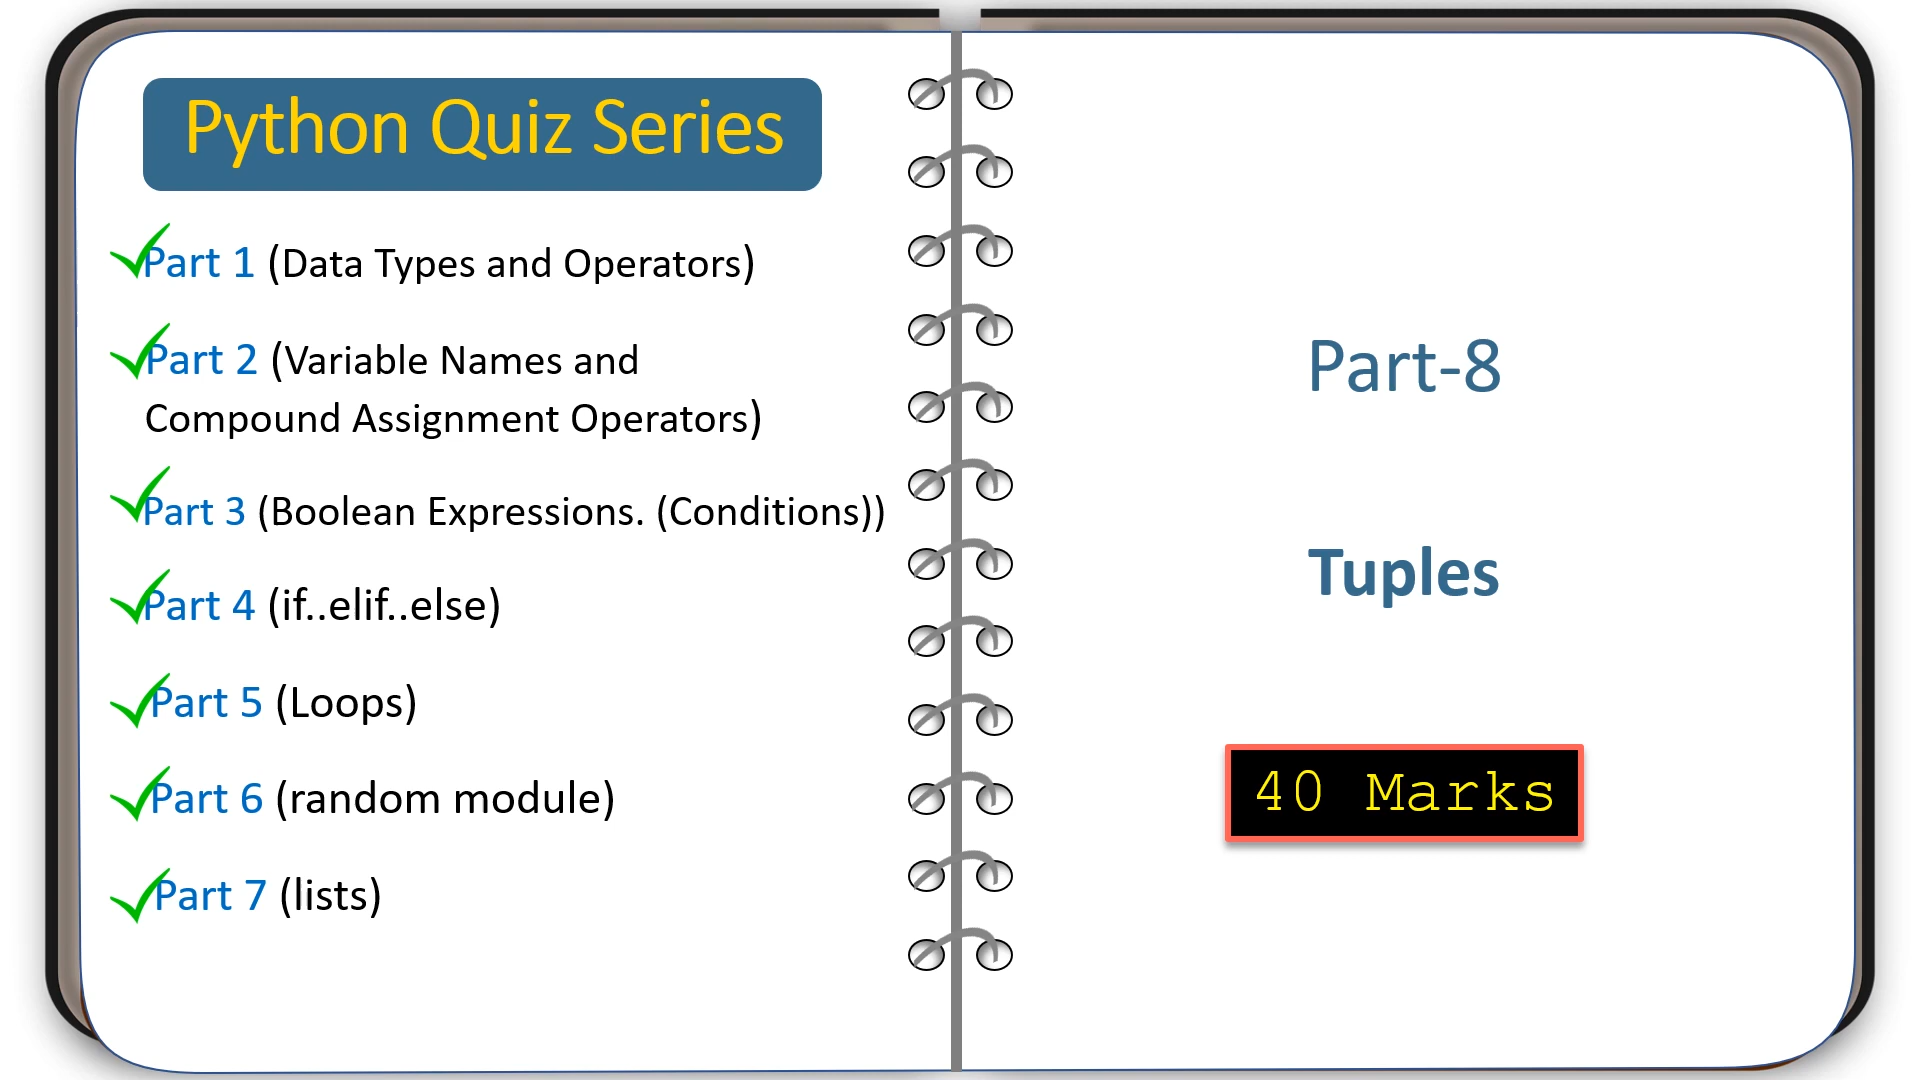 Python Quiz Series
Part 1 (Data Types and Operators)
Part 2 (Variable Names and
Compound Assignment Operators)
Part 3 (Boolean Expressions. (Conditions))
Part 4 (if..elif..else)
Part 5 (Loops)
Part 6 (random module)
Part 7 (lists)
Part-8
Tuples
40 Marks